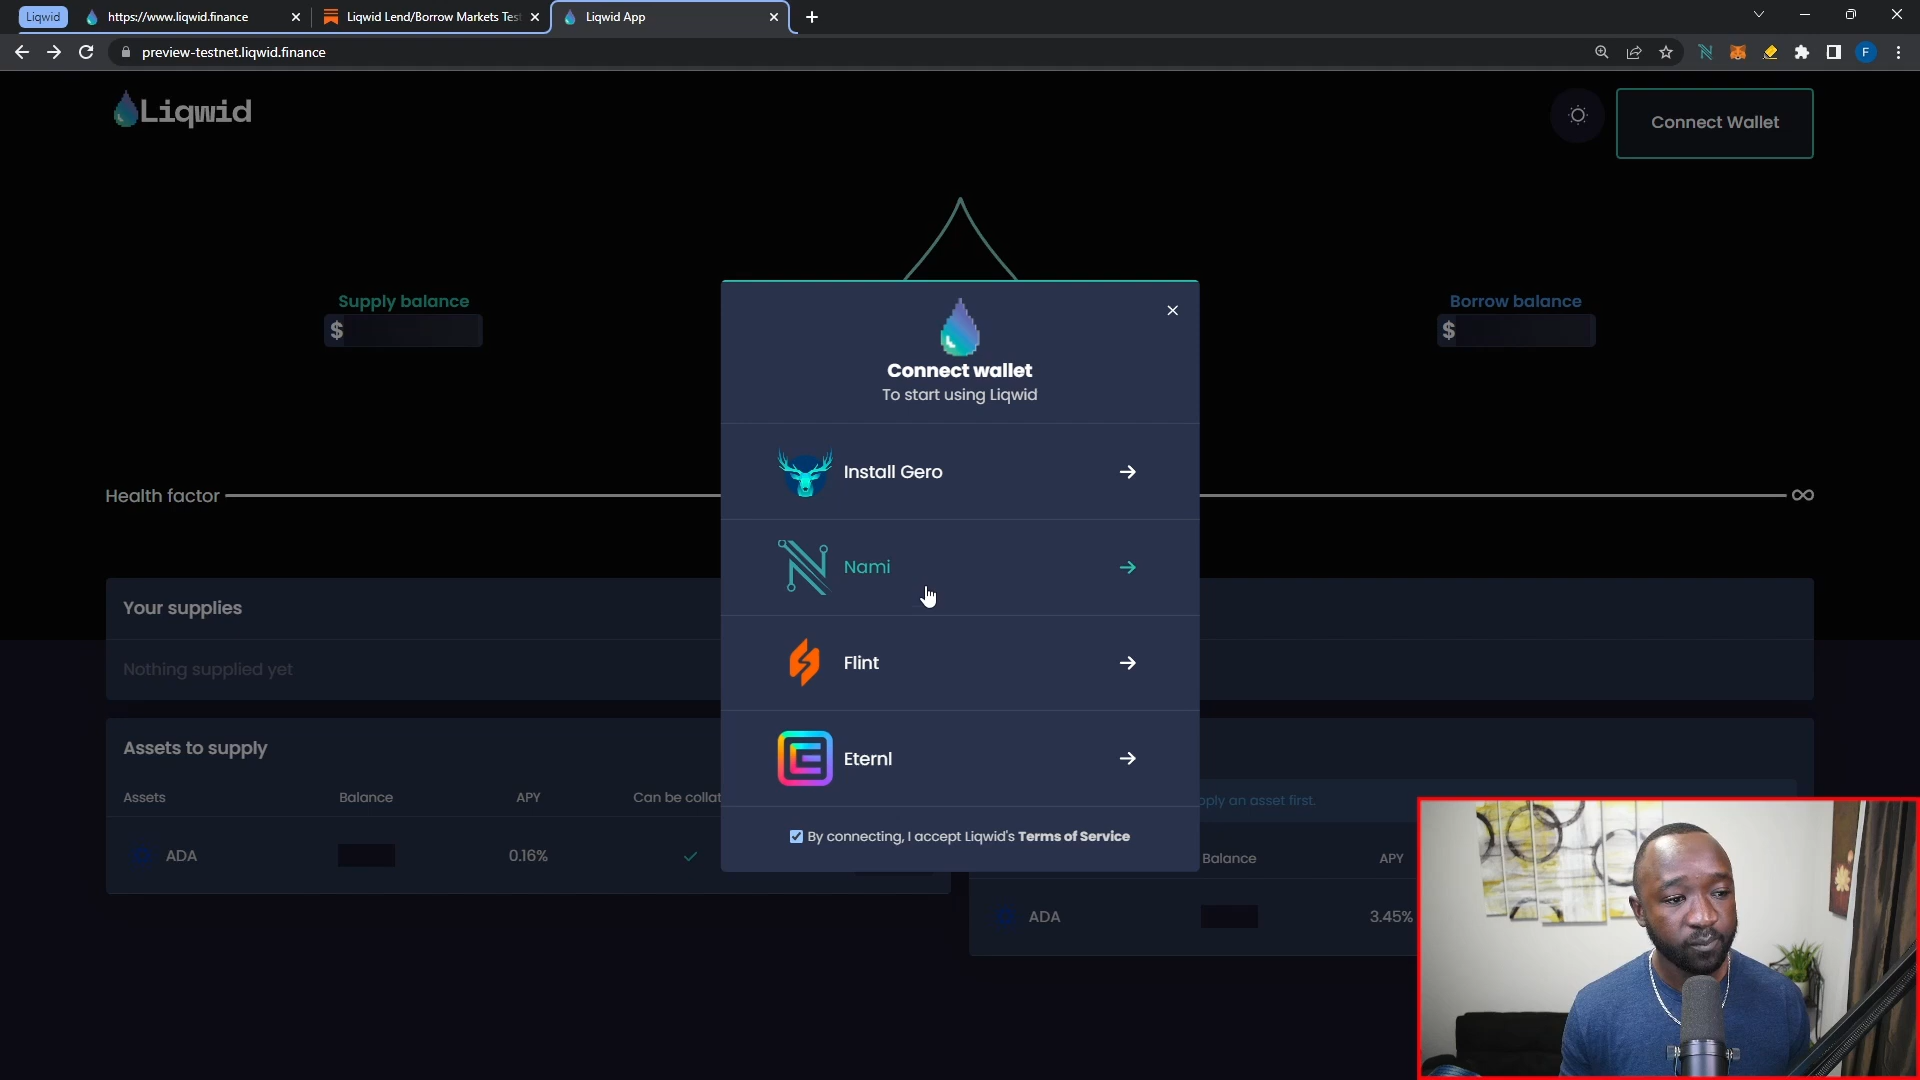 Liqwid
https://www.liqwid.finance
Liqwid Lend/Borrow Markets Tes
Liqwid App
preview-testnet.liqwid.finance
F
Liqwid
Connect Wallet
Supply balance
$
Borrow balance
$
Connect wallet
To start using Liqwid
Install Gero
Health factor
∞
Nami
Your supplies
Nothing supplied yet
Flint
Assets to supply
Eternl
Assets Balance APY Can be collat
ply an asset first.
By connecting, I accept Liqwid's Terms of Service
ADA 0.16%
Balance APY
ADA 3.45%